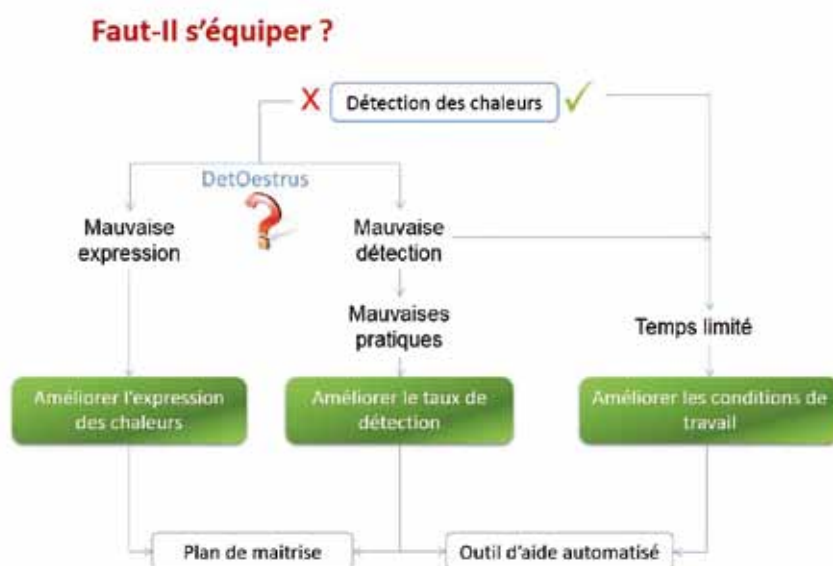 Faut-Il s'équiper ?
X Détection des chaleurs ✓
DetOestrus
?
Mauvaise
expression
Mauvaise
détection
Mauvaises
pratiques
Temps limité
Améliorer l'expression
des chaleurs
Améliorer le taux de
détection
Améliorer les conditions de
travail
Plan de maitrise
Outil d'aide automatisé